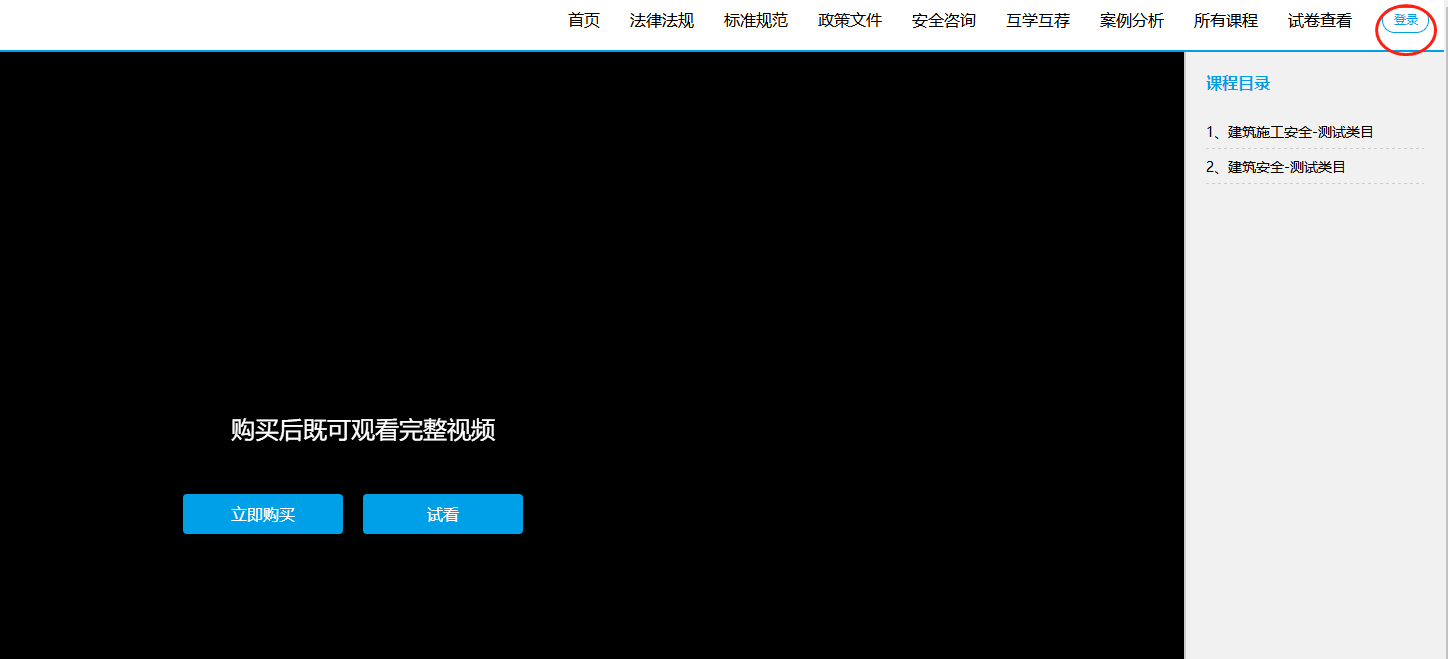 首页 法律法规 标准规范 政策文件 安全咨询 互学互荐 案例分析 所有课程 试卷查看 登录
课程目录
1、建筑施工安全-测试类目
2、建筑安全-测试类目
购买后既可观看完整视频
立即购买 试看